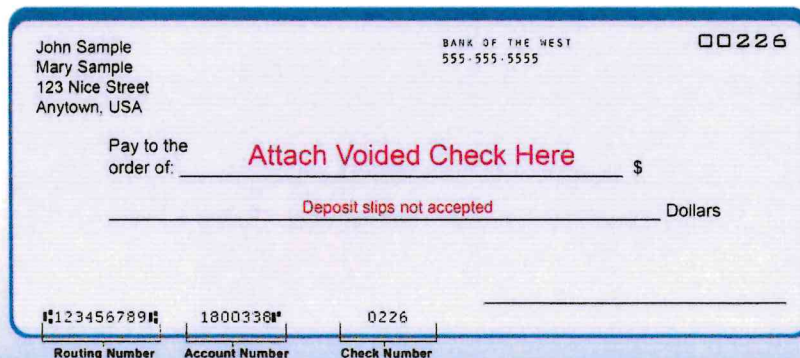 John Sample
Mary Sample
123 Nice Street
Anytown, USA
BANK OF THE WEST
555-555-5555
00226
Pay to the
order of: Attach Voided Check Here $
Deposit slips not accepted Dollars
⑆123456789⑆ 1800338⑈ 0226
Routing Number Account Number Check Number